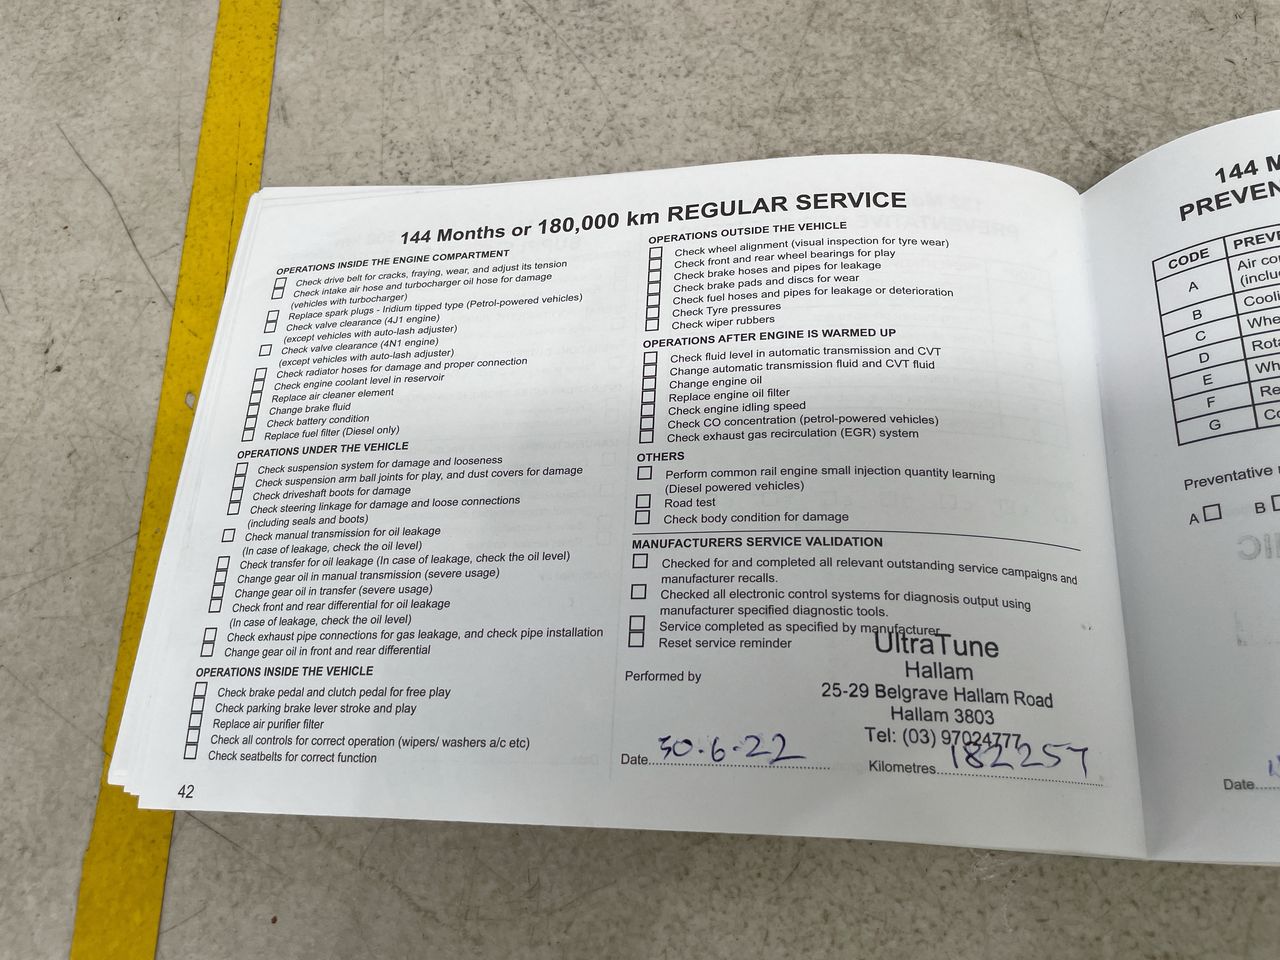 144 Months or 180,000 km REGULAR SERVICE
OPERATIONS INSIDE THE ENGINE COMPARTMENT
Check drive belt for cracks, fraying, wear, and adjust its tension
Check intake air hose and turbocharger oil hose for damage
(vehicles with turbocharger)
Replace spark plugs - Iridium tipped type (Petrol-powered vehicles)
Check valve clearance (4J1 engine)
(except vehicles with auto-lash adjuster)
Check valve clearance (4N1 engine)
(except vehicles with auto-lash adjuster)
Check radiator hoses for damage and proper connection
Check engine coolant level in reservoir
Replace air cleaner element
Change brake fluid
Check battery condition
Replace fuel filter (Diesel only)
OPERATIONS UNDER THE VEHICLE
Check suspension system for damage and looseness
Check suspension arm ball joints for play, and dust covers for damage
Check driveshaft boots for damage
Check steering linkage for damage and loose connections
(including seals and boots)
Check manual transmission for oil leakage
(In case of leakage, check the oil level)
Check transfer for oil leakage (In case of leakage, check the oil level)
Change gear oil in manual transmission (severe usage)
Change gear oil in transfer (severe usage)
Check front and rear differential for oil leakage
(In case of leakage, check the oil level)
Check exhaust pipe connections for gas leakage, and check pipe installation
Change gear oil in front and rear differential
OPERATIONS INSIDE THE VEHICLE
Check brake pedal and clutch pedal for free play
Check parking brake lever stroke and play
Replace air purifier filter
Check all controls for correct operation (wipers/ washers a/c etc)
Check seatbelts for correct function
42
OPERATIONS OUTSIDE THE VEHICLE
Check wheel alignment (visual inspection for tyre wear)
Check front and rear wheel bearings for play
Check brake hoses and pipes for leakage
Check brake pads and discs for wear
Check fuel hoses and pipes for leakage or deterioration
Check Tyre pressures
Check wiper rubbers
OPERATIONS AFTER ENGINE IS WARMED UP
Check fluid level in automatic transmission and CVT
Change automatic transmission fluid and CVT fluid
Change engine oil
Replace engine oil filter
Check engine idling speed
Check CO concentration (petrol-powered vehicles)
Check exhaust gas recirculation (EGR) system
OTHERS
Perform common rail engine small injection quantity learning
(Diesel powered vehicles)
Road test
Check body condition for damage
MANUFACTURERS SERVICE VALIDATION
Checked for and completed all relevant outstanding service campaigns and
manufacturer recalls.
Checked all electronic control systems for diagnosis output using
manufacturer specified diagnostic tools.
Service completed as specified by manufacturer
Reset service reminder
Performed by
UltraTune
Hallam
25-29 Belgrave Hallam Road
Hallam 3803
Tel: (03) 97024777
Date 30.6.22
Kilometres 182257
144 M
PREVEN
CODE PREVE
A Air co
(inclu
B Cooli
C Whe
D Rota
E Wh
F Re
G Co
Preventative
A B
Date